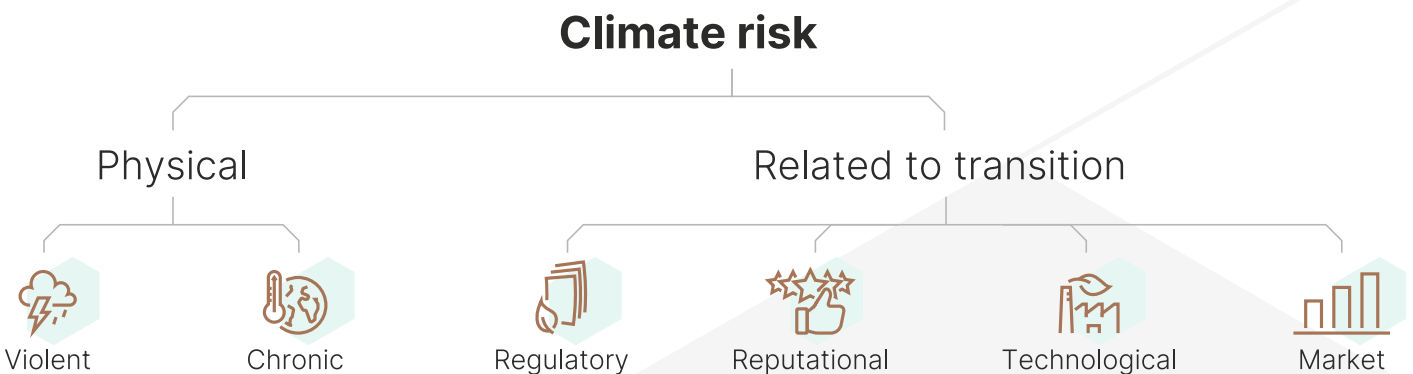 Climate risk
Physical
Related to transition
Violent
Chronic
Regulatory
Reputational
Technological
Market